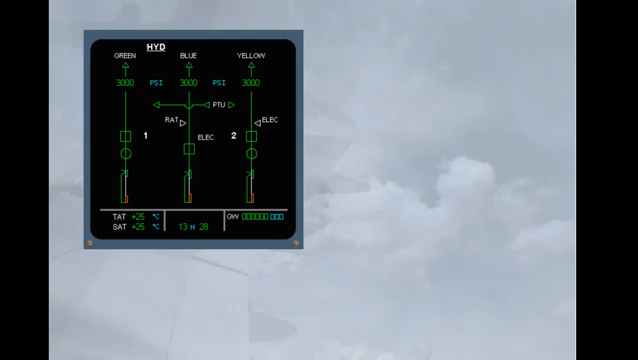 HYD
GREEN BLUE YELLOW
3000 PSI 3000 PSI 3000
PTU
RAT ELEC
1 ELEC 2
TAT +25 °C GW
SAT +25 °C 13 H 28